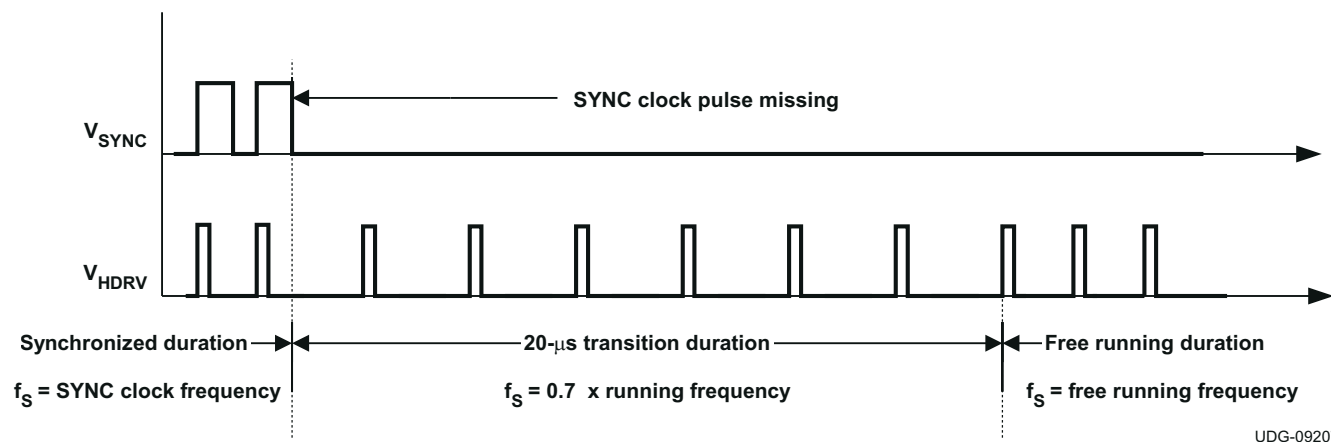 SYNC clock pulse missing
VSYNC
VHDRV
Synchronized duration
20-μs transition duration
Free running duration
fS = SYNC clock frequency
fS = 0.7 x running frequency
fS = free running frequency
UDG-0920